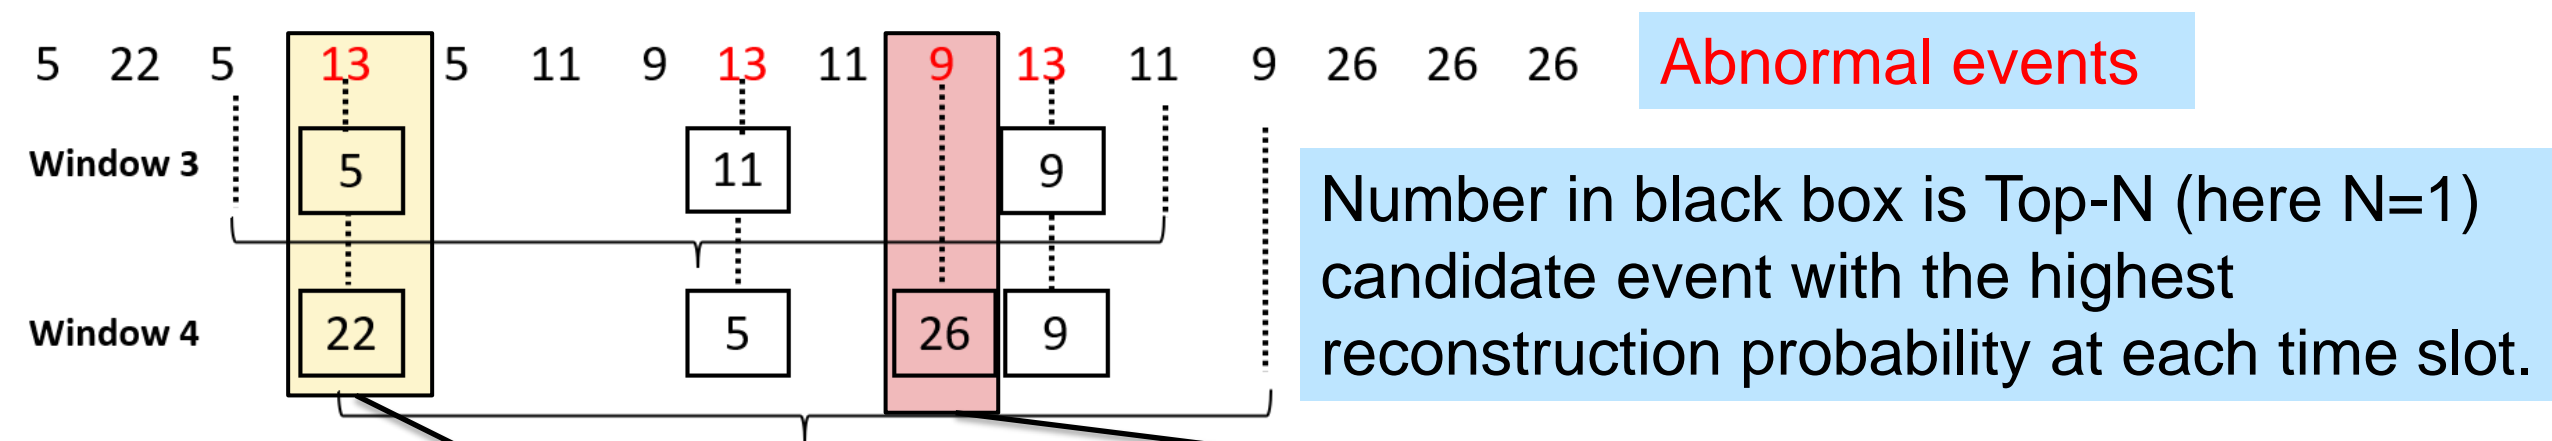 5 22 5 13 5 11 9 13 11 9 13 11 9 26 26 26
Abnormal events
Window 3 5 11 9
Window 4 22 5 26 9
Number in black box is Top-N (here N=1)
candidate event with the highest
reconstruction probability at each time slot.